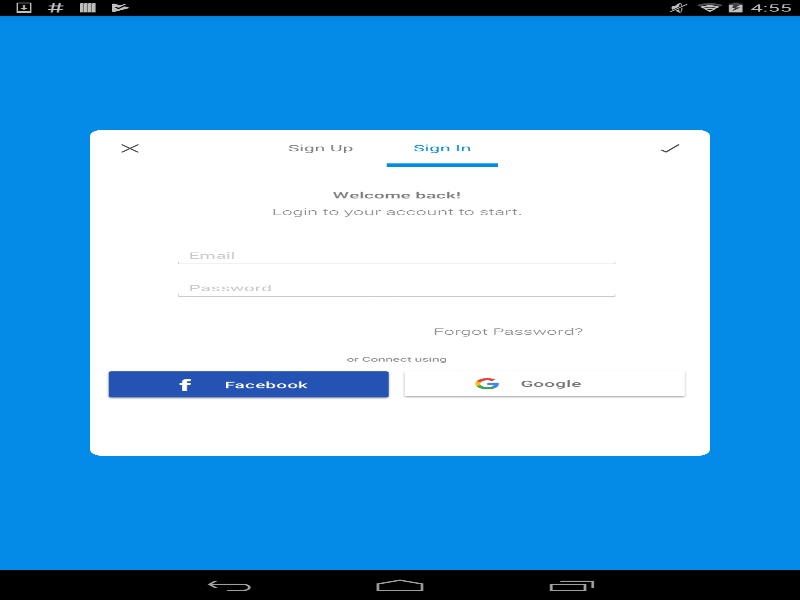 4:55
Sign Up
Sign In
Welcome back!
Login to your account to start.
Email
Password
Forgot Password?
or Connect using
Facebook
Google